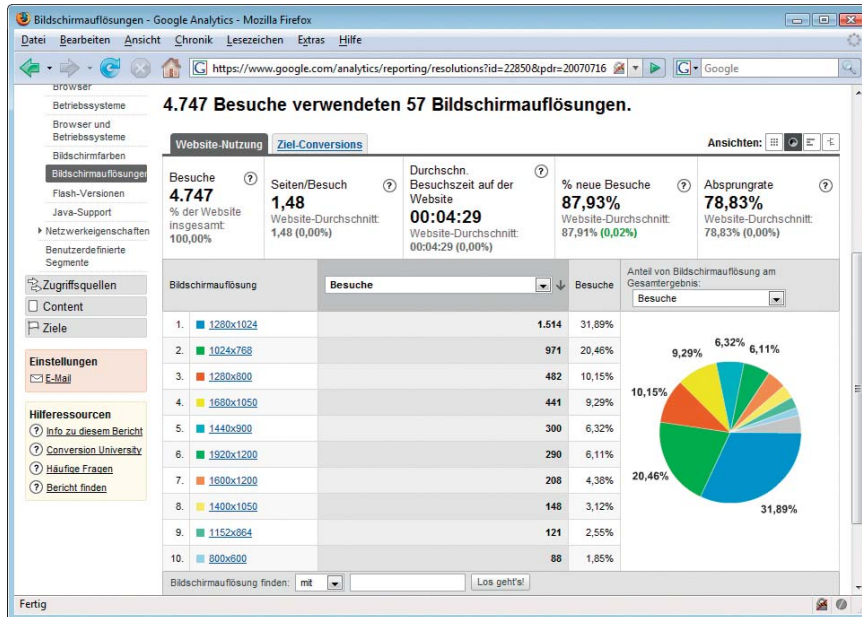 Bildschirmauflösungen - Google Analytics - Mozilla Firefox
Datei Bearbeiten Ansicht Chronik Lesezeichen Extras Hilfe
G https://www.google.com/analytics/reporting/resolutions?id=22850&pdr=20070716
G Google
Browser
Betriebssysteme
Browser und
Betriebssysteme
Bildschirmfarben
Bildschirmauflösungen
Flash-Versionen
Java-Support
Netzwerkeigenschaften
Benutzerdefinierte
Segmente
Zugriffsquellen
Content
Ziele
Einstellungen
E-Mail
Hilferessourcen
? Info zu diesem Bericht
? Conversion University
? Häufige Fragen
? Bericht finden
4.747 Besuche verwendeten 57 Bildschirmauflösungen.
Website-Nutzung Ziel-Conversions
Ansichten:
Besuche ?
4.747
% der Website
insgesamt:
100,00%
Seiten/Besuch ?
1,48
Website-Durchschnitt:
1,48 (0,00%)
Durchschn. ?
Besuchszeit auf der
Website
00:04:29
Website-Durchschnitt:
00:04:29 (0,00%)
% neue Besuche ?
87,93%
Website-Durchschnitt:
87,91% (0,02%)
Absprungrate ?
78,83%
Website-Durchschnitt:
78,83% (0,00%)
Bildschirmauflösung Besuche Besuche
Anteil von Bildschirmauflösung am
Gesamtergebnis:
Besuche
1. 1280x1024 1.514 31,89%
2. 1024x768 971 20,46%
3. 1280x800 482 10,15%
4. 1680x1050 441 9,29%
5. 1440x900 300 6,32%
6. 1920x1200 290 6,11%
7. 1600x1200 208 4,38%
8. 1400x1050 148 3,12%
9. 1152x864 121 2,55%
10. 800x600 88 1,85%
6,32%
6,11%
9,29%
10,15%
20,46%
31,89%
Bildschirmauflösung finden: mit Los geht's!
Fertig